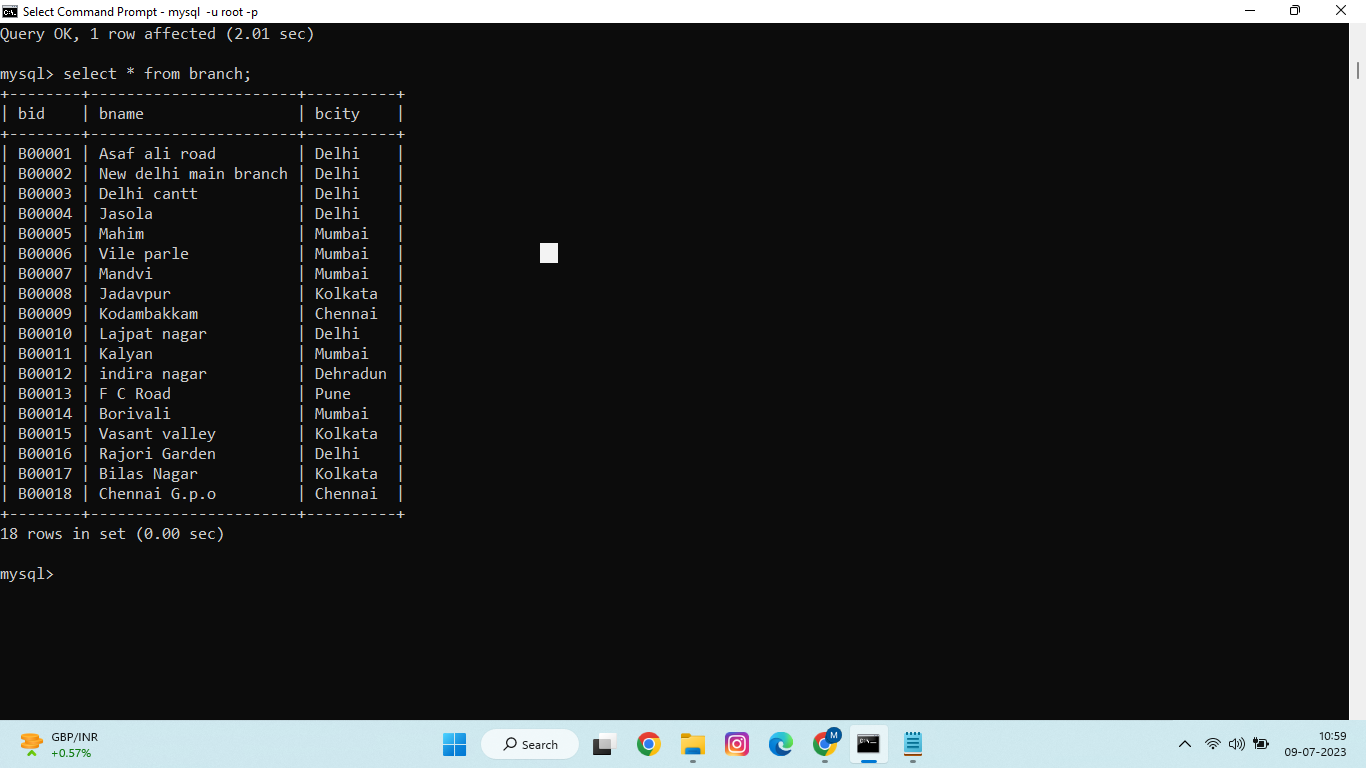 Select Command Prompt - mysql  -u root -p
Query OK, 1 row affected (2.01 sec)
mysql> select * from branch;
+--------+-----------------------+----------+
| bid    | bname                 | bcity    |
+--------+-----------------------+----------+
| B00001 | Asaf ali road         | Delhi    |
| B00002 | New delhi main branch | Delhi    |
| B00003 | Delhi cantt           | Delhi    |
| B00004 | Jasola                | Delhi    |
| B00005 | Mahim                 | Mumbai   |
| B00006 | Vile parle            | Mumbai   |
| B00007 | Mandvi                | Mumbai   |
| B00008 | Jadavpur              | Kolkata  |
| B00009 | Kodambakkam           | Chennai  |
| B00010 | Lajpat nagar          | Delhi    |
| B00011 | Kalyan                | Mumbai   |
| B00012 | indira nagar          | Dehradun |
| B00013 | F C Road              | Pune     |
| B00014 | Borivali              | Mumbai   |
| B00015 | Vasant valley         | Kolkata  |
| B00016 | Rajori Garden         | Delhi    |
| B00017 | Bilas Nagar           | Kolkata  |
| B00018 | Chennai G.p.o         | Chennai  |
+--------+-----------------------+----------+
18 rows in set (0.00 sec)
mysql>
GBP/INR
+0.57%
Search
M
10:59
09-07-2023